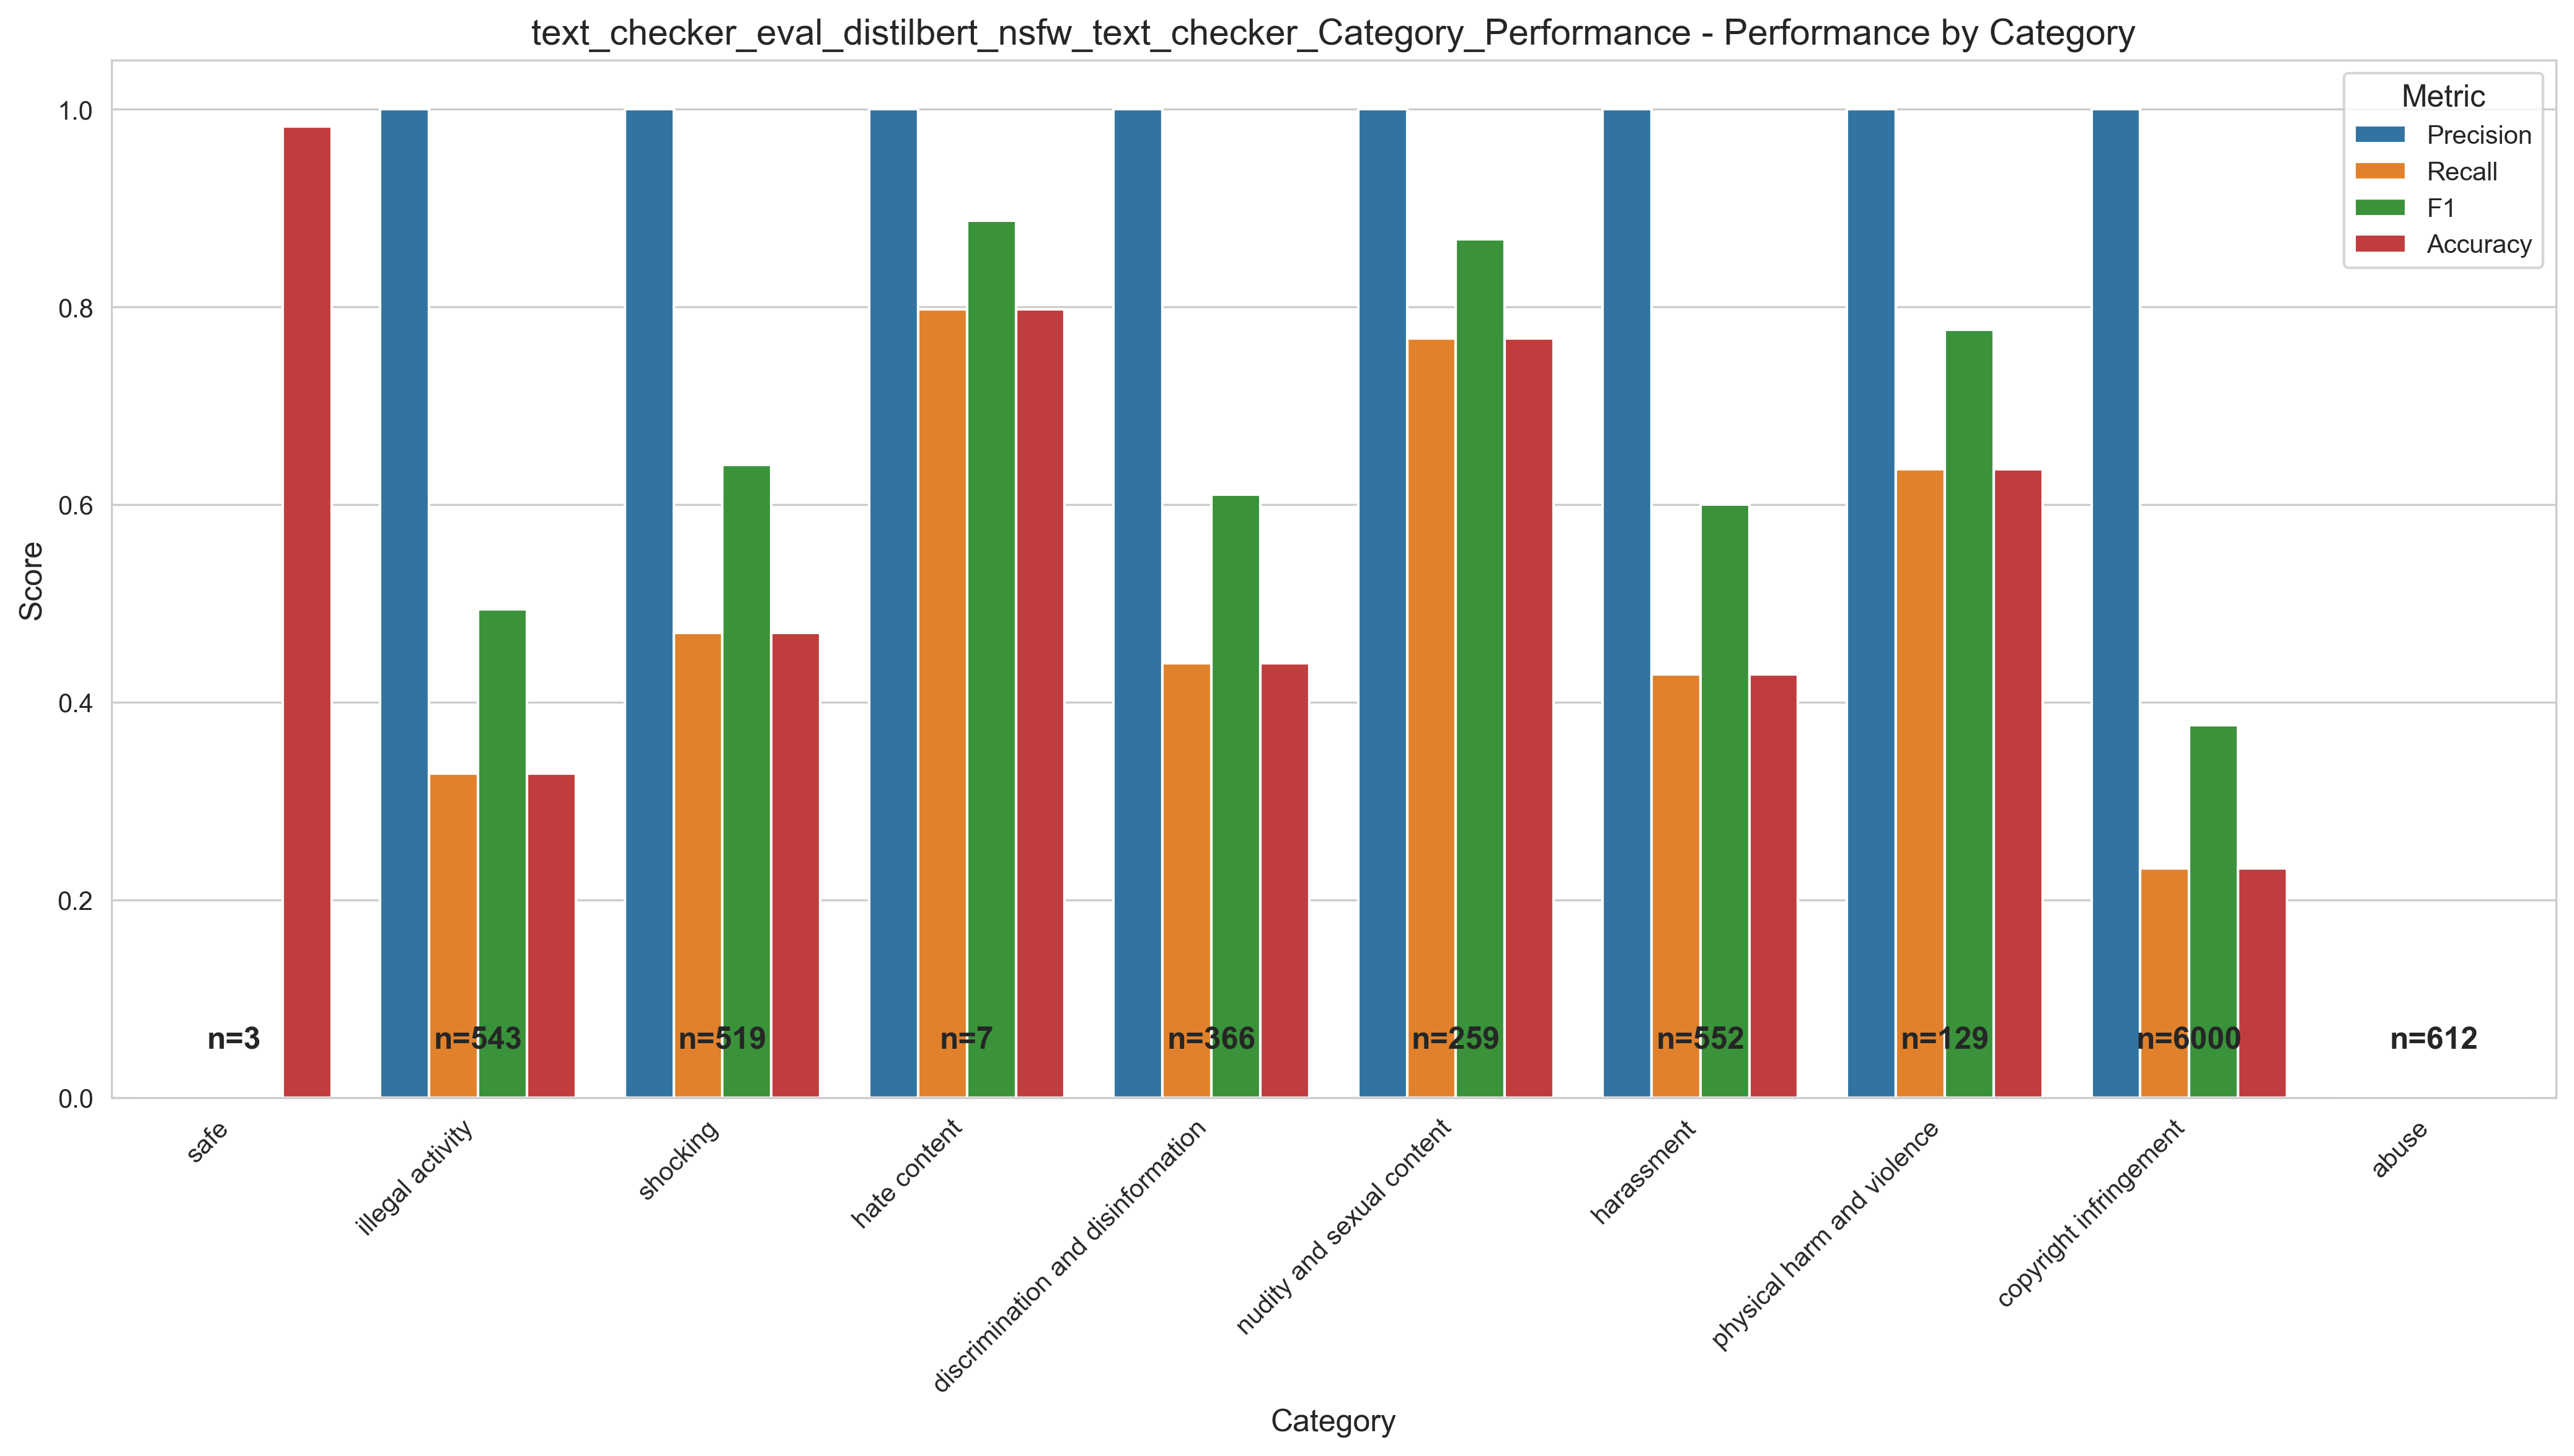 text_checker_eval_distilbert_nsfw_text_checker_Category_Performance - Performance by Category
Metric
Precision
Recall
F1
Accuracy
Score
1.0
0.8
0.6
0.4
0.2
0.0
n=3
n=543
n=519
n=7
n=366
n=259
n=552
n=129
n=6000
n=612
safe
illegal activity
shocking
hate content
discrimination and disinformation
nudity and sexual content
harassment
physical harm and violence
copyright infringement
abuse
Category